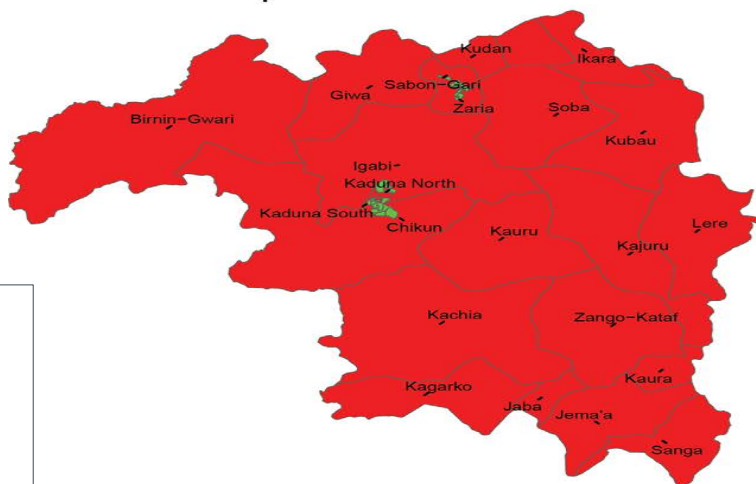 Kudan
Ikara
Sabon-Gari
Giwa
Zaria
Soba
Birnin-Gwari
Kubau
Igabi
Kaduna North
Kaduna South
Lere
Chikun
Kauru
Kajuru
Kachia
Zango-Kataf
Kaura
Kagarko
Jaba
Jema'a
Sanga